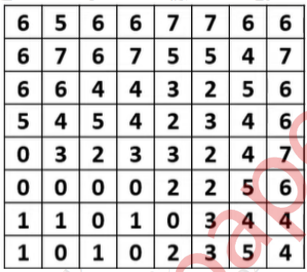 6 5 6 6 7 7 6 6
6 7 6 7 5 5 4 7
6 6 4 4 3 2 5 6
5 4 5 4 2 3 4 6
0 3 2 3 3 2 4 7
0 0 0 0 2 2 5 6
1 1 0 1 0 3 4 4
1 0 1 0 2 3 5 4